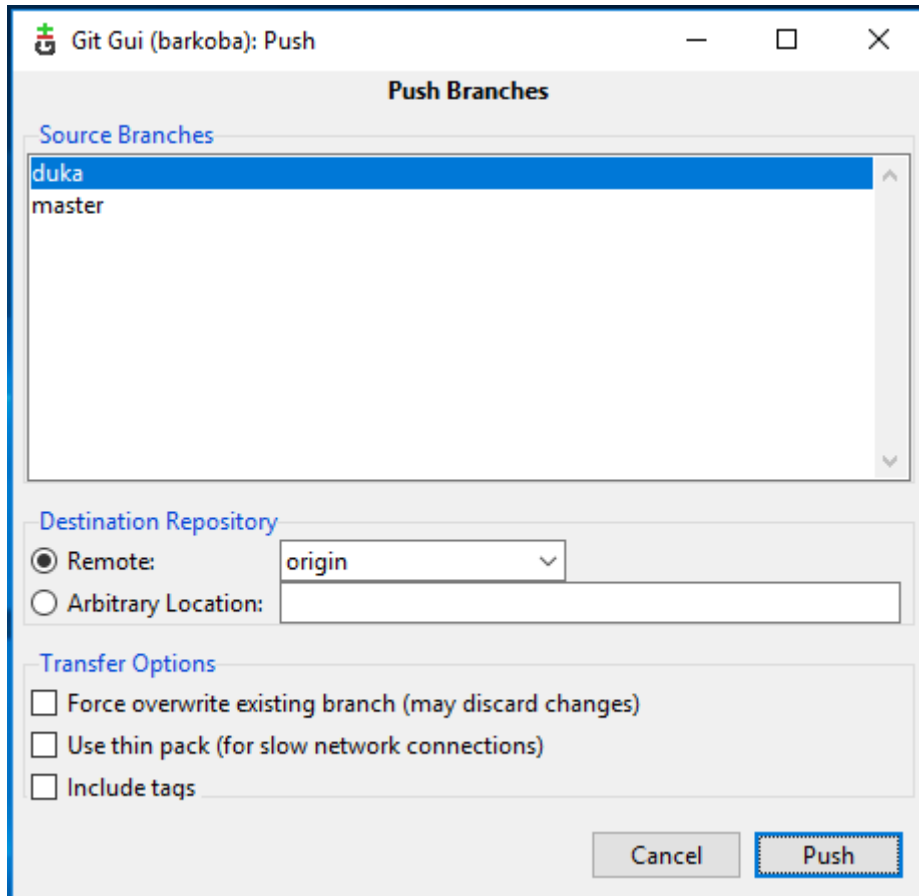 Git Gui (barkoba): Push
Push Branches
Source Branches
duka
master
Destination Repository
Remote: origin
Arbitrary Location:
Transfer Options
Force overwrite existing branch (may discard changes)
Use thin pack (for slow network connections)
Include tags
Cancel Push